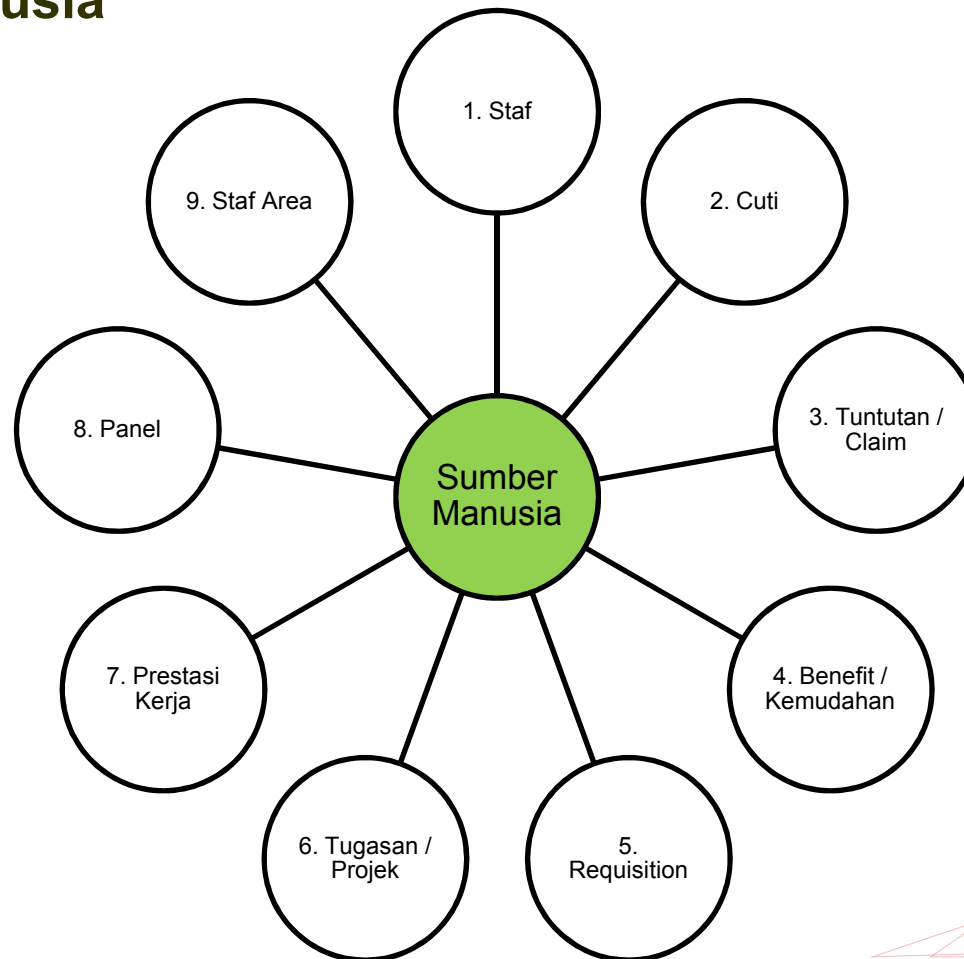 usia
1. Staf
2. Cuti
3. Tuntutan /
Claim
4. Benefit /
Kemudahan
5.
Requisition
6. Tugasan /
Projek
7. Prestasi
Kerja
8. Panel
9. Staf Area
Sumber
Manusia